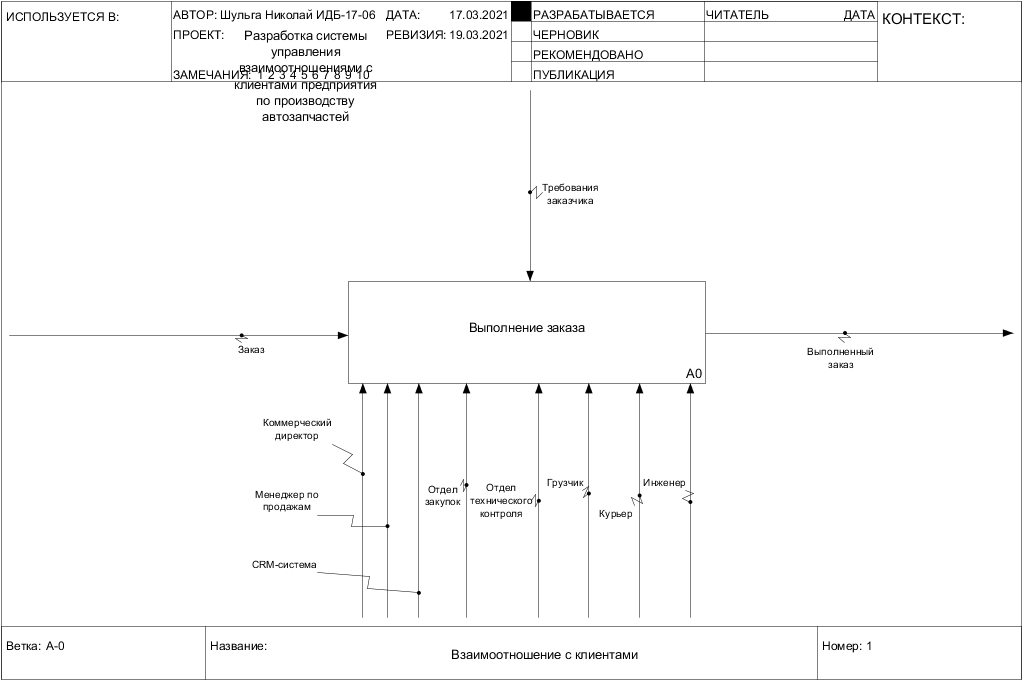 ИСПОЛЬЗУЕТСЯ В:
АВТОР: Шульга Николай ИДБ-17-06
ДАТА: 17.03.2021
ПРОЕКТ:
Разработка системы
управления
взаимоотношениями с
клиентами предприятия
по производству
автозапчастей
РЕВИЗИЯ: 19.03.2021
ЗАМЕЧАНИЯ: 1 2 3 4 5 6 7 8 9 10
РАЗРАБАТЫВАЕТСЯ
ЧЕРНОВИК
РЕКОМЕНДОВАНО
ПУБЛИКАЦИЯ
ЧИТАТЕЛЬ
ДАТА
КОНТЕКСТ:
Требования
заказчика
Выполнение заказа
A0
Заказ
Выполненный
заказ
Коммерческий
директор
Менеджер по
продажам
CRM-система
Отдел
закупок
Отдел
технического
контроля
Грузчик
Курьер
Инженер
Ветка: A-0
Название:
Взаимоотношение с клиентами
Номер: 1